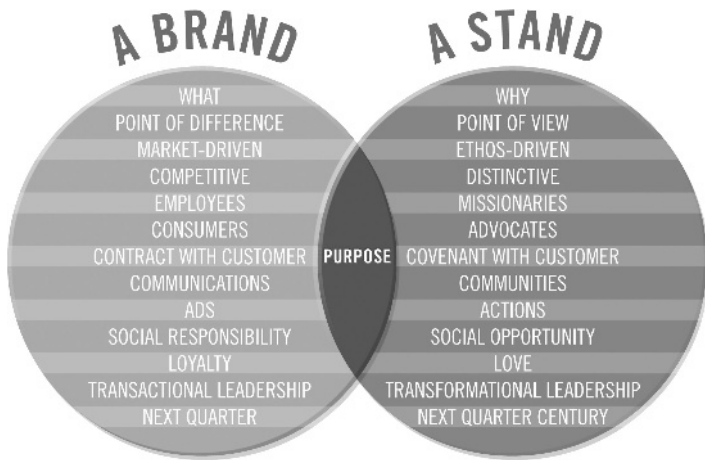 A BRAND
WHAT
POINT OF DIFFERENCE
MARKET-DRIVEN
COMPETITIVE
EMPLOYEES
CONSUMERS
CONTRACT WITH CUSTOMER
COMMUNICATIONS
ADS
SOCIAL RESPONSIBILITY
LOYALTY
TRANSACTIONAL LEADERSHIP
NEXT QUARTER
PURPOSE
A STAND
WHY
POINT OF VIEW
ETHOS-DRIVEN
DISTINCTIVE
MISSIONARIES
ADVOCATES
COVENANT WITH CUSTOMER
COMMUNITIES
ACTIONS
SOCIAL OPPORTUNITY
LOVE
TRANSFORMATIONAL LEADERSHIP
NEXT QUARTER CENTURY